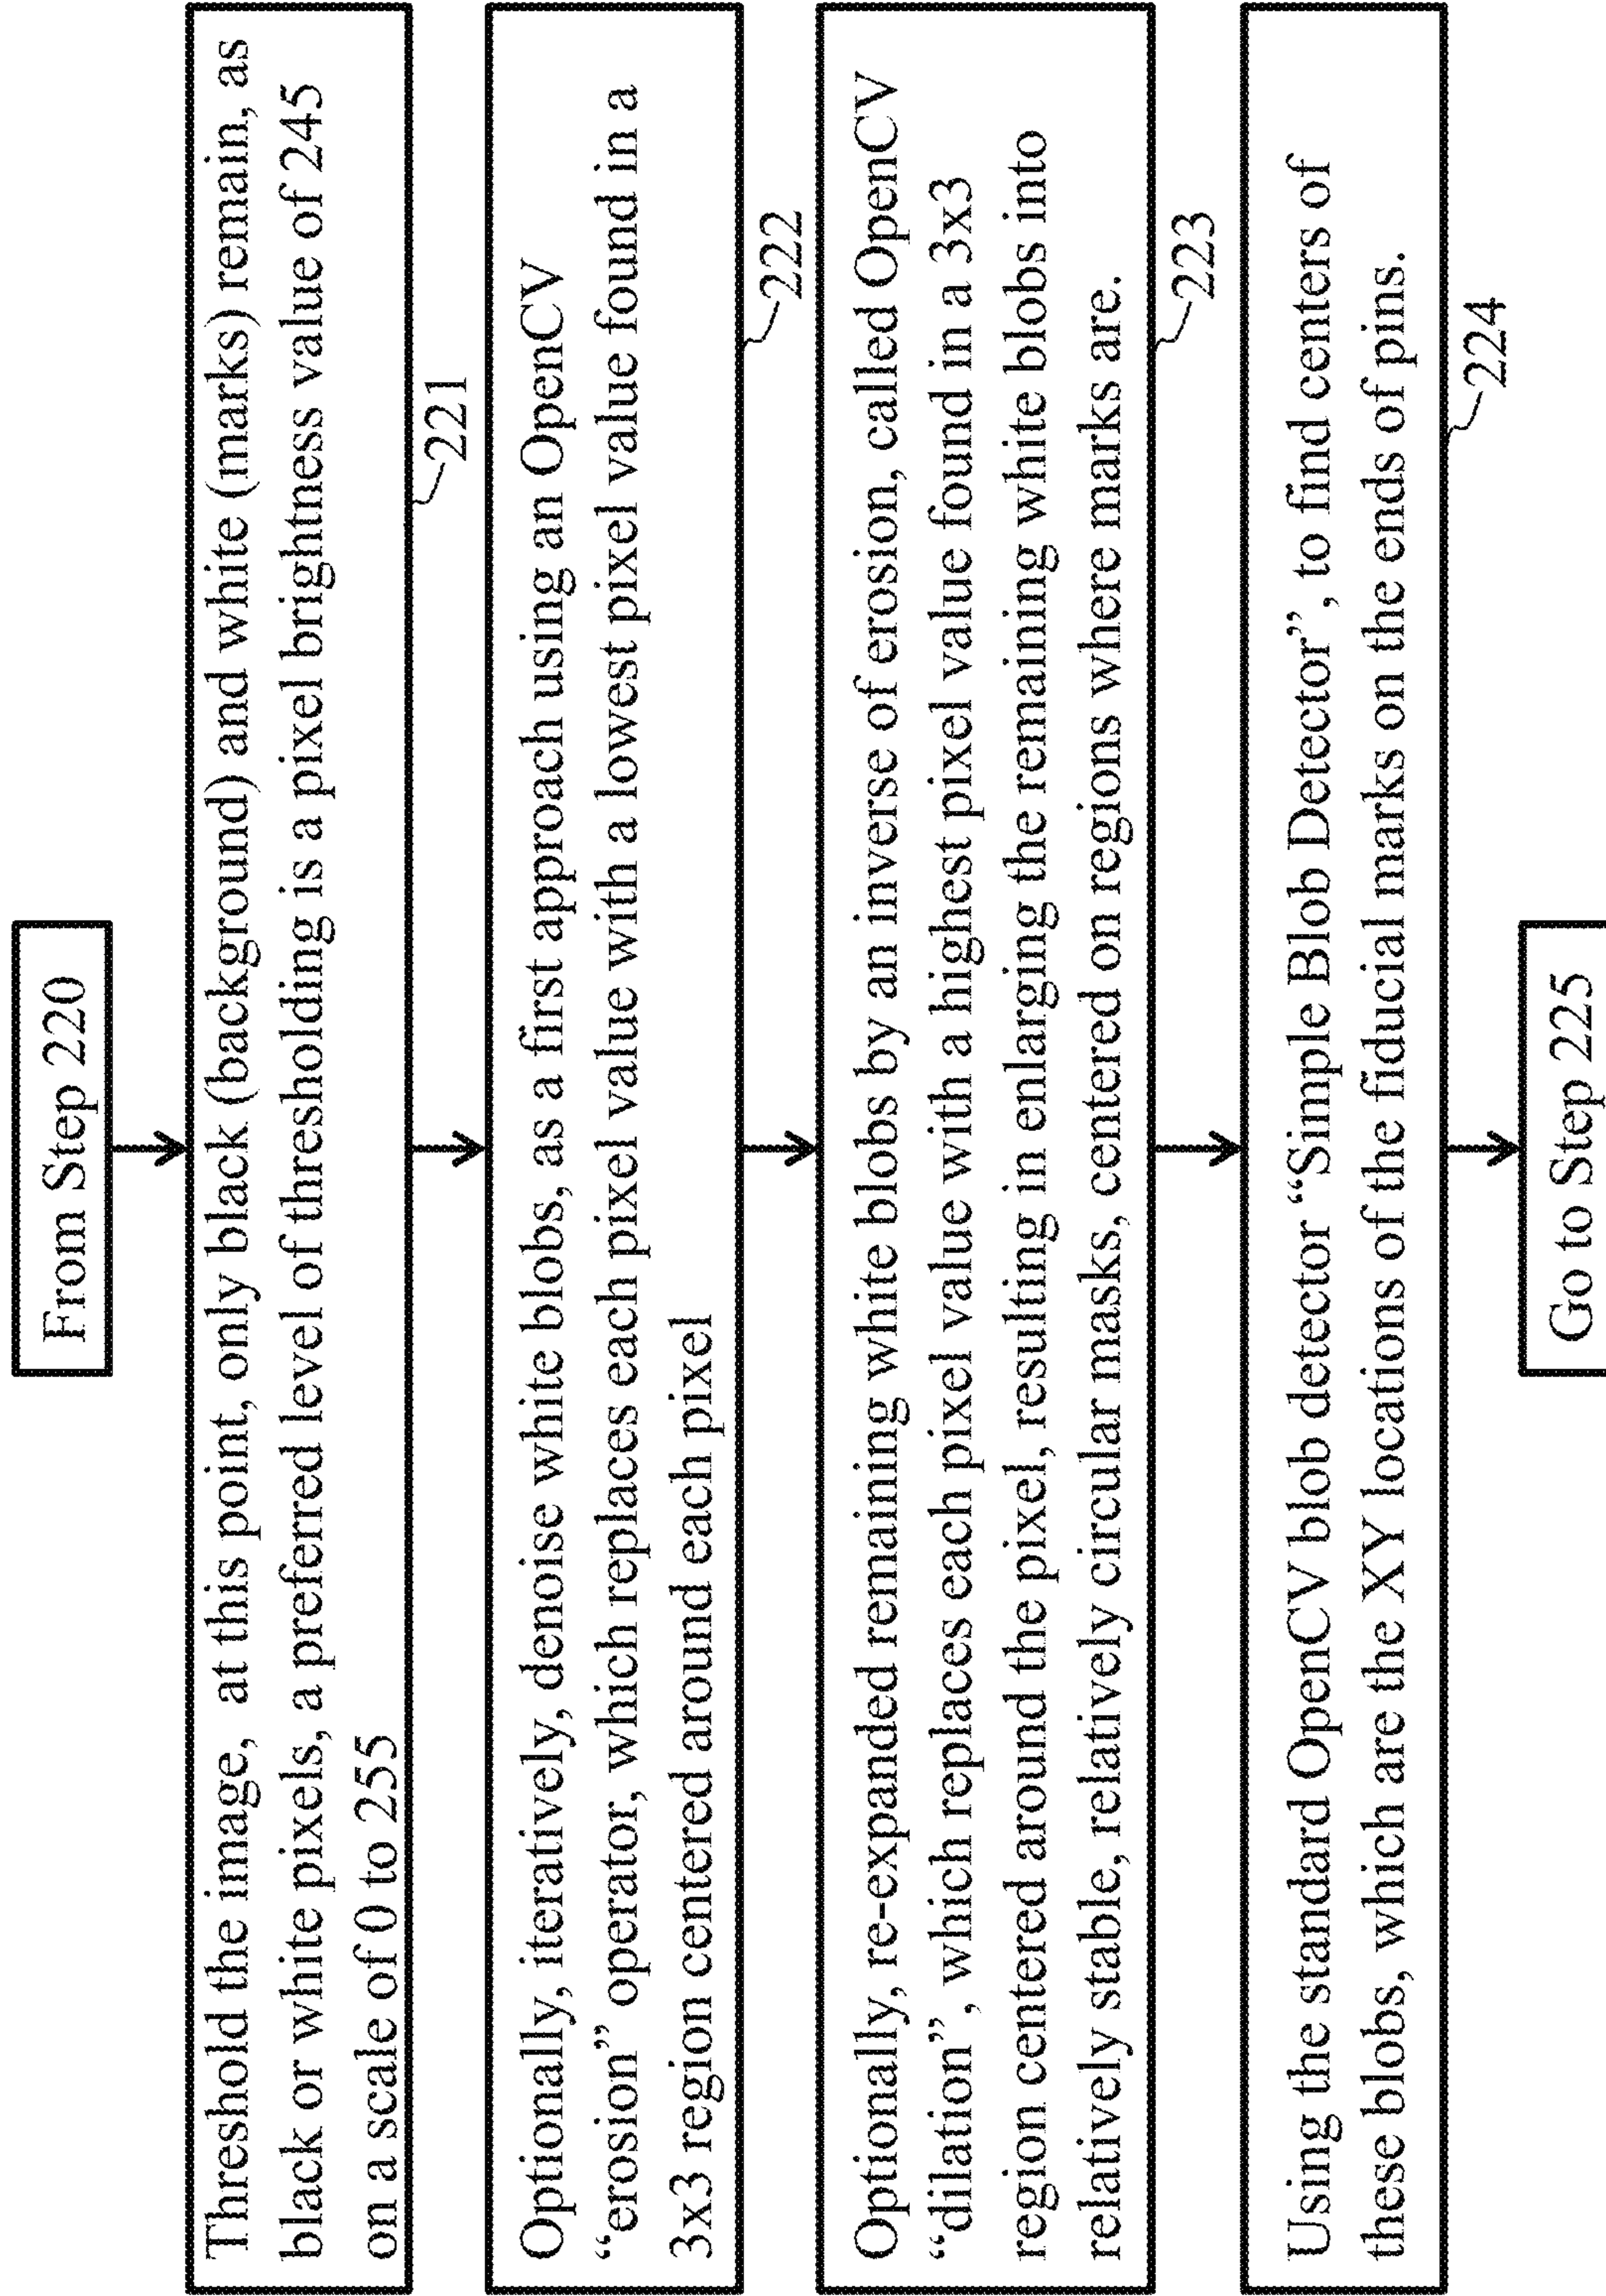 From Step 220
Threshold the image, at this point, only black (background) and white (marks) remain, as
black or white pixels, a preferred level of thresholding is a pixel brightness value of 245
on a scale of 0 to 255
221
Optionally, iteratively, denoise white blobs, as a first approach using an OpenCV
“erosion” operator, which replaces each pixel value with a lowest pixel value found in a
3x3 region centered around each pixel
222
Optionally, re-expanded remaining white blobs by an inverse of erosion, called OpenCV
“dilation”, which replaces each pixel value with a highest pixel value found in a 3x3
region centered around the pixel, resulting in enlarging the remaining white blobs into
relatively stable, relatively circular masks, centered on regions where marks are.
223
Using the standard OpenCV blob detector “Simple Blob Detector”, to find centers of
these blobs, which are the XY locations of the fiducial marks on the ends of pins.
224
Go to Step 225